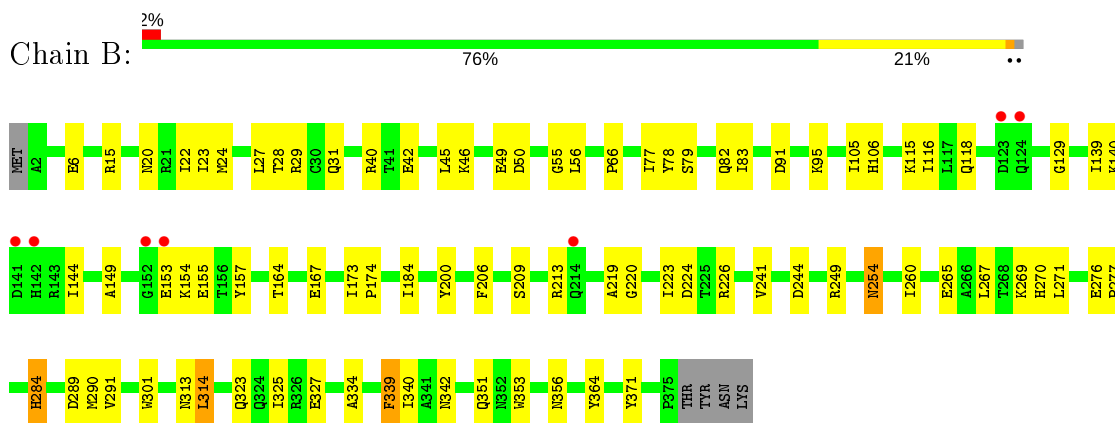 2%
Chain B:
76% 21% ••
MET A2 E6 R15 N20 R21 I22 I23 M24 L27 T28 R29 C30 Q31 R40 T41 E42 L45 K46 E49 D50 G55 L56 P66 I77 Y78 S79 Q82 I83 D91 K95 I105 H106 K115 I116 L117 Q118 D123 Q124 G129 I139 K140
D141 H142 R143 I144 A149 G152 E153 K154 E155 T156 Y157 T164 E167 I173 P174 I184 Y200 F206 S209 R213 Q214 A219 G220 I223 D224 T225 R226 V241 D244 R249 N254 I260 E265 A266 L267 T268 K269 H270 L271 E276 P277
H284 D289 M290 V291 W301 N313 L314 Q323 Q324 I325 R326 E327 A334 F339 I340 A341 N342 Q351 N352 W353 N356 Y364 Y371 P375 THR TYR ASN LYS